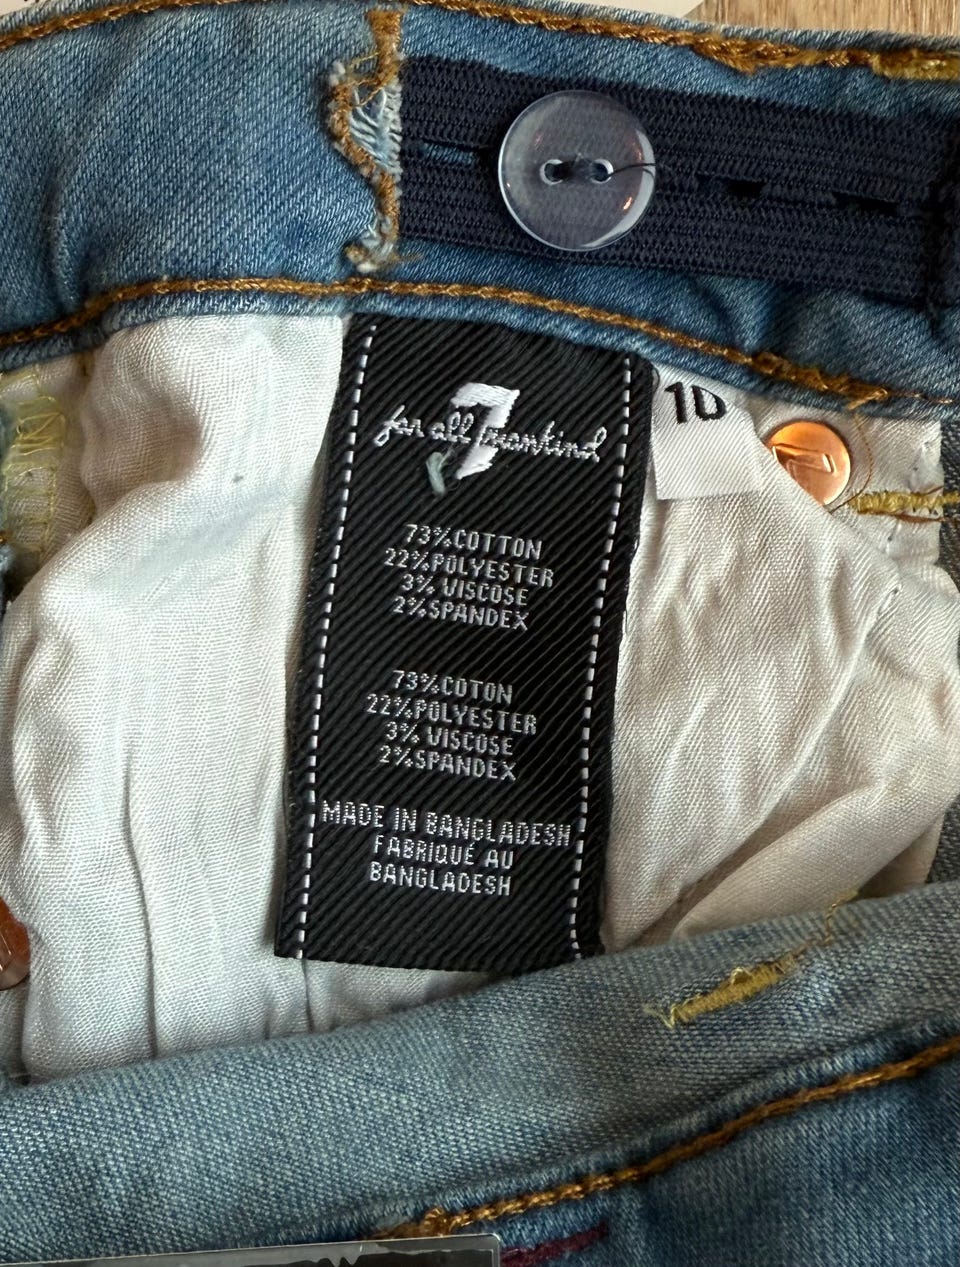 7
for all mankind
10
73%COTTON
22%POLYESTER
3% VISCOSE
2%SPANDEX
73%COTON
22%POLYESTER
3% VISCOSE
2%SPANDEX
MADE IN BANGLADESH
FABRIQUÉ AU
BANGLADESH